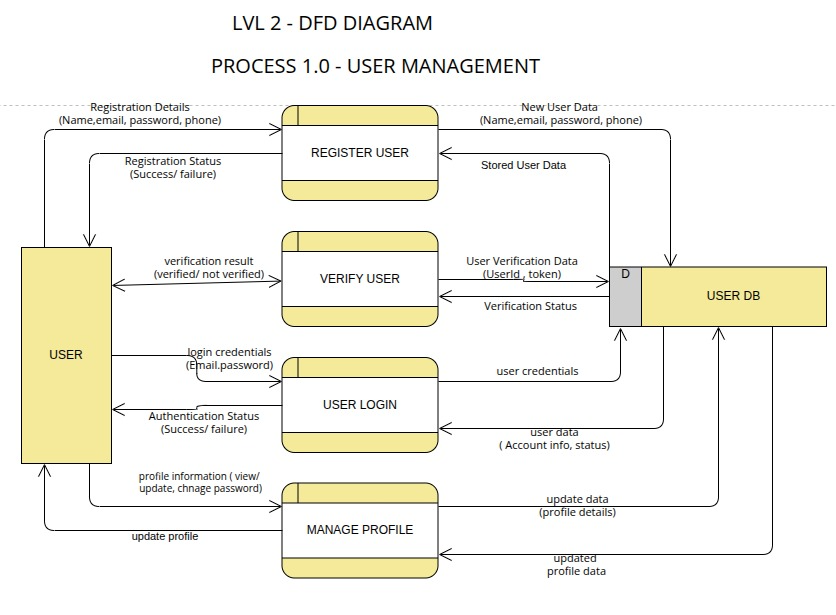 LVL 2 - DFD DIAGRAM
PROCESS 1.0 - USER MANAGEMENT
Registration Details
(Name,email, password, phone)
New User Data
(Name,email, password, phone)
REGISTER USER
Registration Status
(Success/ failure)
Stored User Data
verification result
(verified/ not verified)
VERIFY USER
User Verification Data
(UserId , token)
Verification Status
D
USER DB
USER
login credentials
(Email.password)
USER LOGIN
user credentials
Authentication Status
(Success/ failure)
user data
( Account info, status)
profile information ( view/
update, chnage password)
MANAGE PROFILE
update data
(profile details)
update profile
updated
profile data